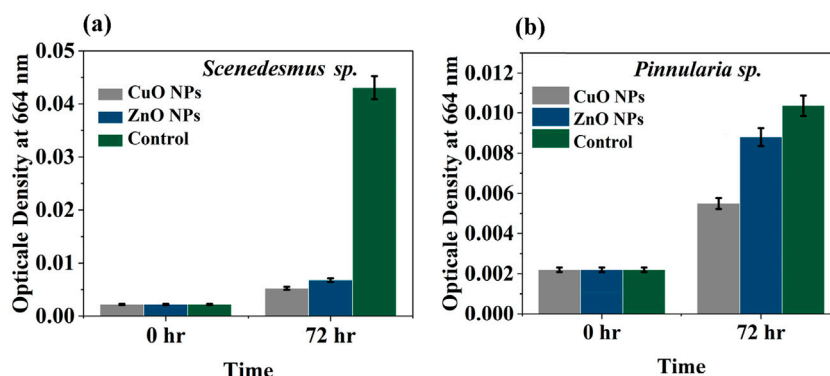 (a)
Scenedesmus sp.
CuO NPs
ZnO NPs
Control
Opticale Density at 664 nm
0.05
0.04
0.03
0.02
0.01
0.00
0 hr
72 hr
Time
(b)
Pinnularia sp.
CuO NPs
ZnO NPs
Control
Opticale Density at 664 nm
0.012
0.010
0.008
0.006
0.004
0.002
0.000
0 hr
72 hr
Time